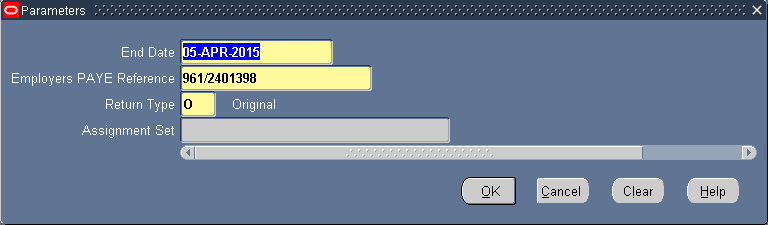 Parameters
End Date 05-APR-2015
Employers PAYE Reference 961/2401398
Return Type O Original
Assignment Set
OK Cancel Clear Help